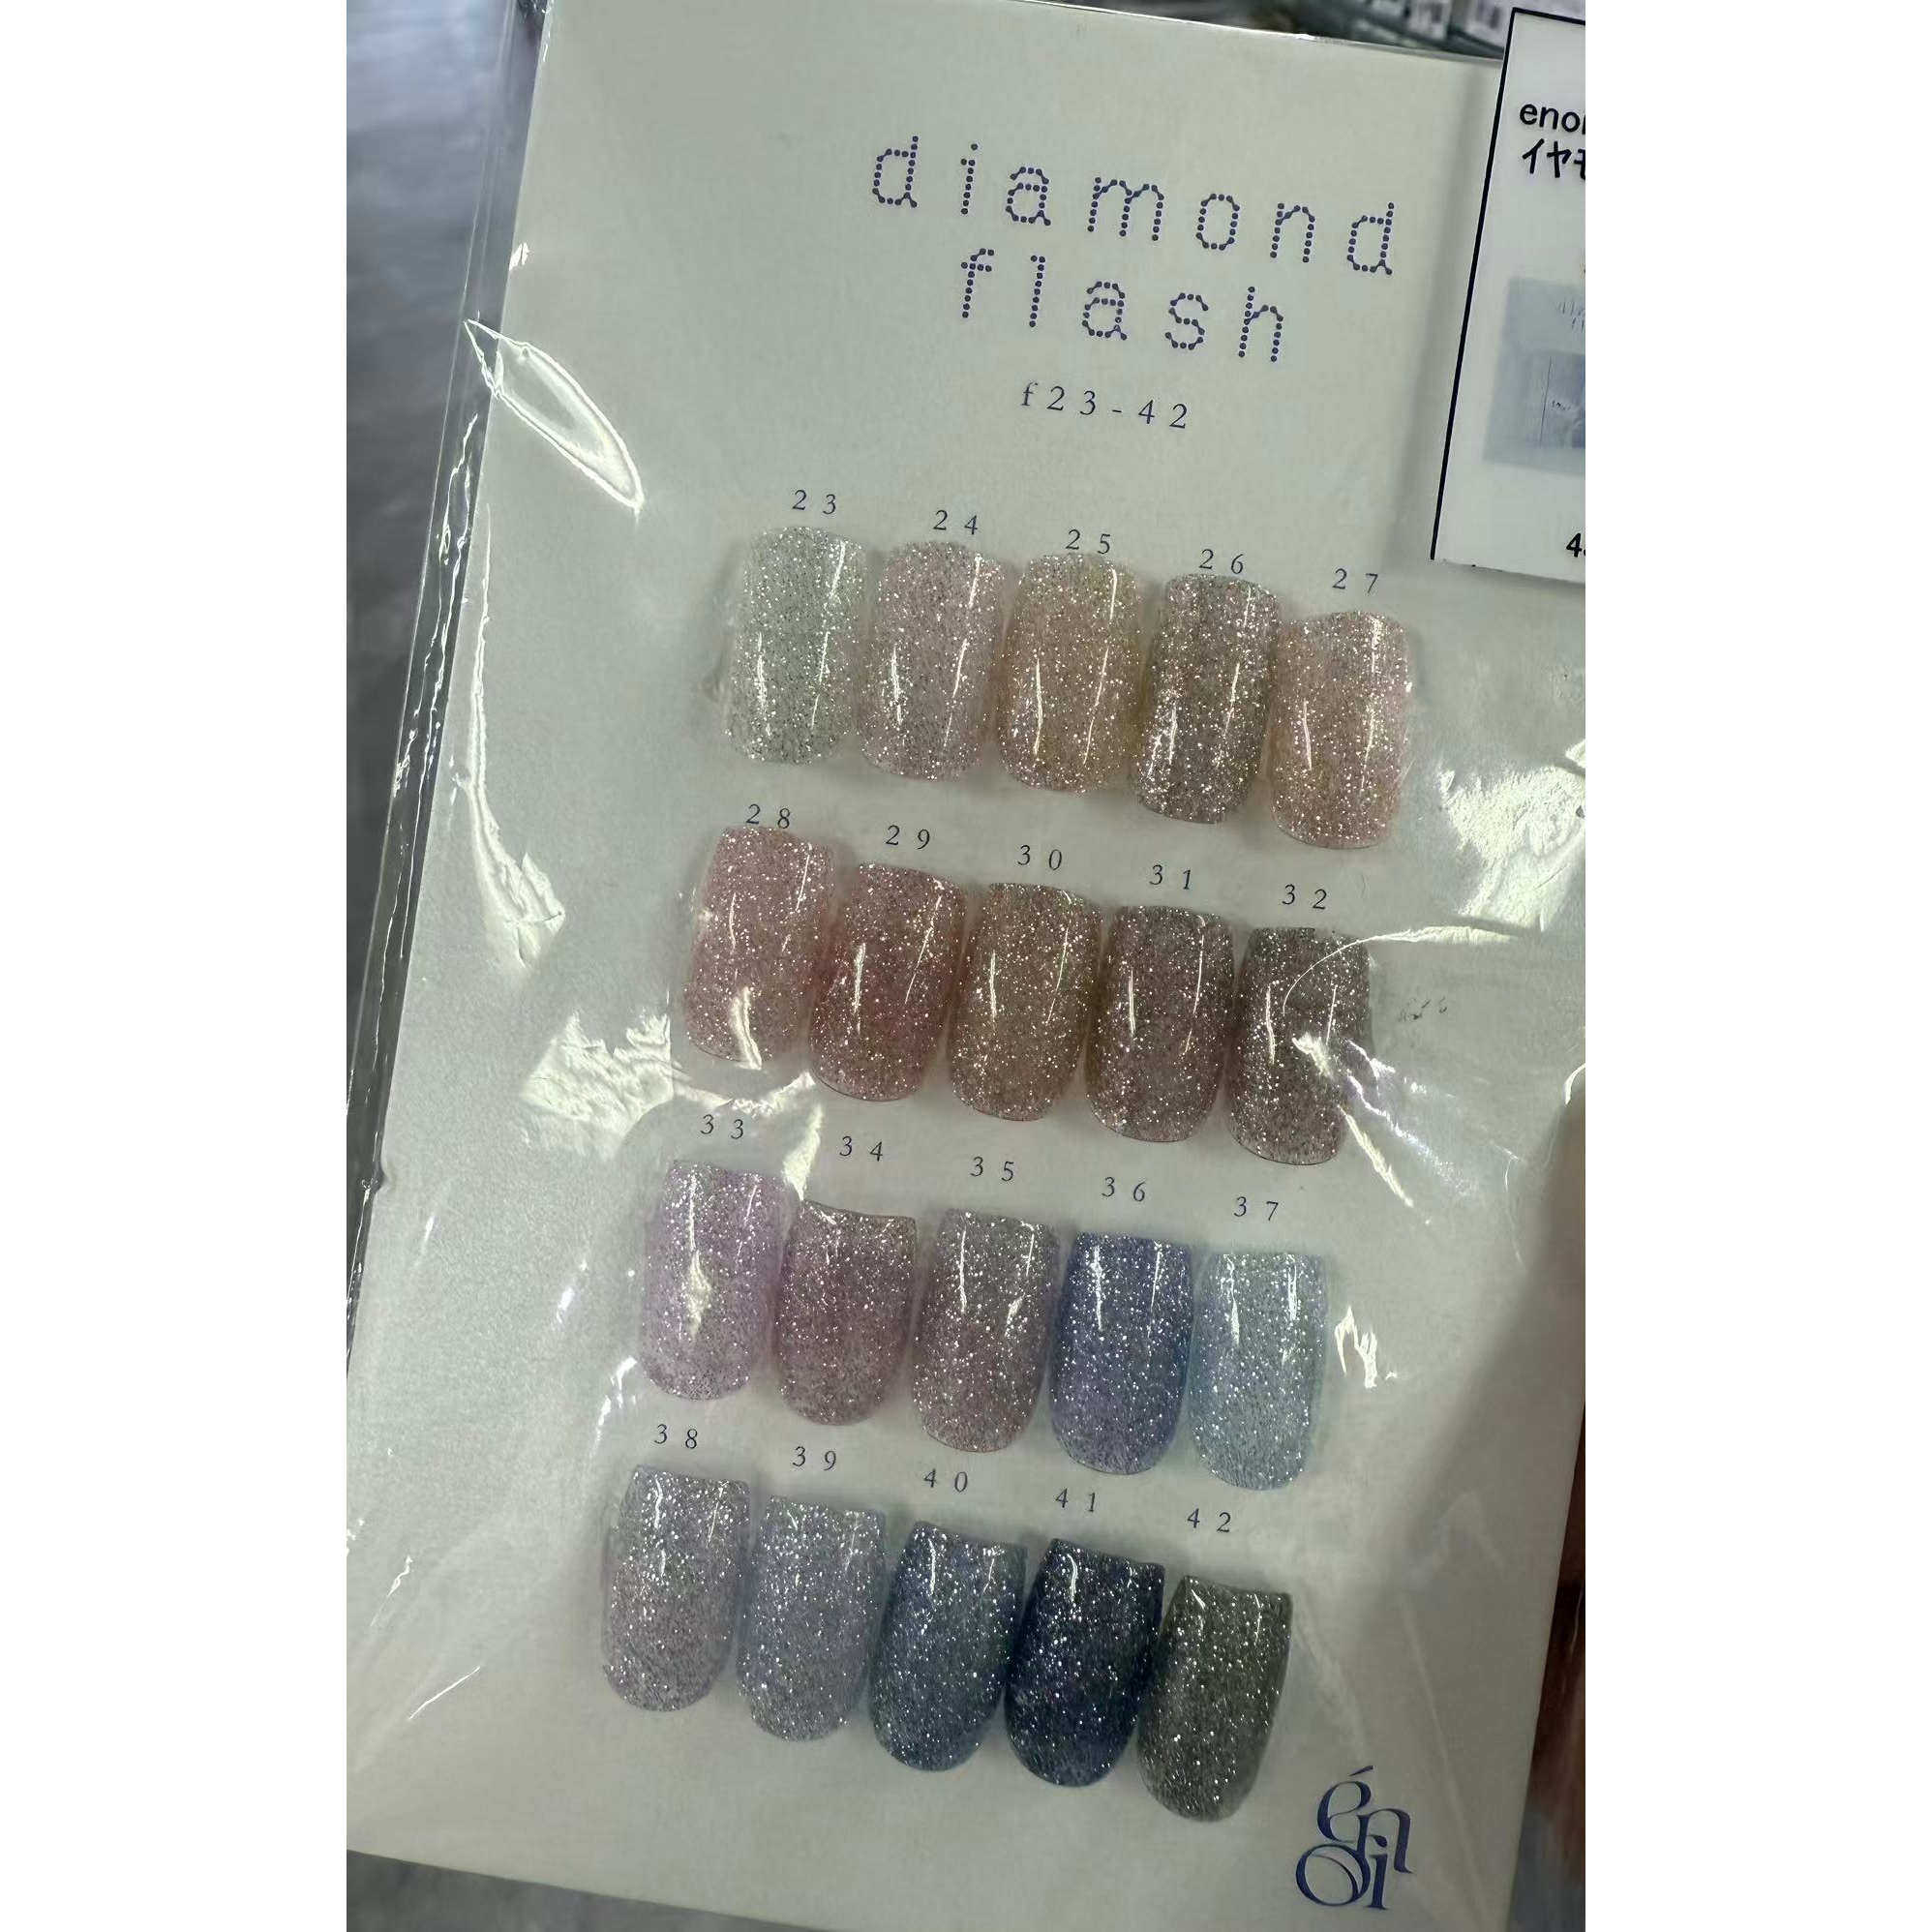 diamond
flash
f23-42
23 24 25 26 27
28 29 30 31 32
33 34 35 36 37
38 39 40 41 42
énoi